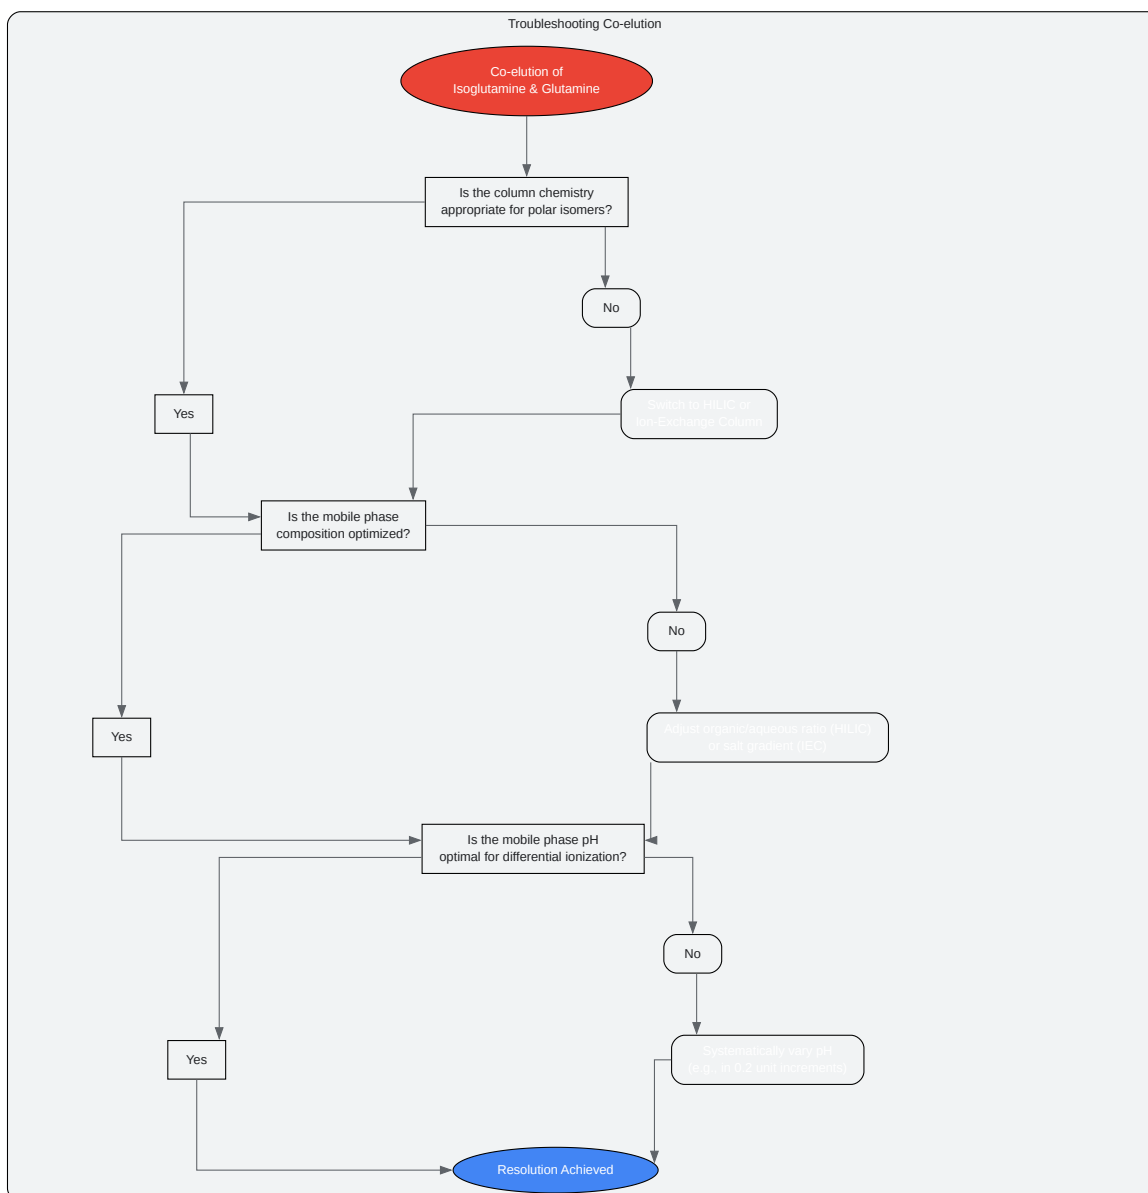 Troubleshooting Co-elution
Co-elution of
Isoglutamine & Glutamine
Is the column chemistry
appropriate for polar isomers?
No
Switch to HILIC or
Ion-Exchange Column
Yes
Is the mobile phase
composition optimized?
No
Adjust organic/aqueous ratio (HILIC)
or salt gradient (IEC)
Yes
Is the mobile phase pH
optimal for differential ionization?
No
Systematically vary pH
(e.g., in 0.2 unit increments)
Yes
Resolution Achieved